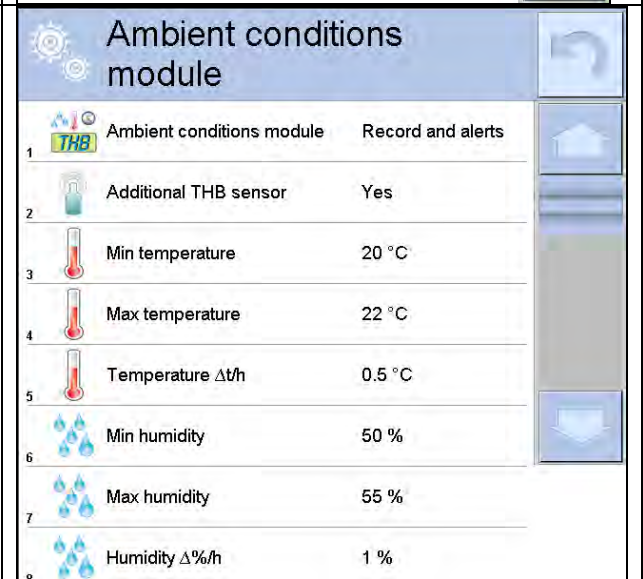 Ambient conditions
module
1 THB Ambient conditions module Record and alerts
2 Additional THB sensor Yes
3 Min temperature 20 °C
4 Max temperature 22 °C
5 Temperature Δt/h 0.5 °C
6 Min humidity 50 %
7 Max humidity 55 %
8 Humidity Δ%/h 1 %